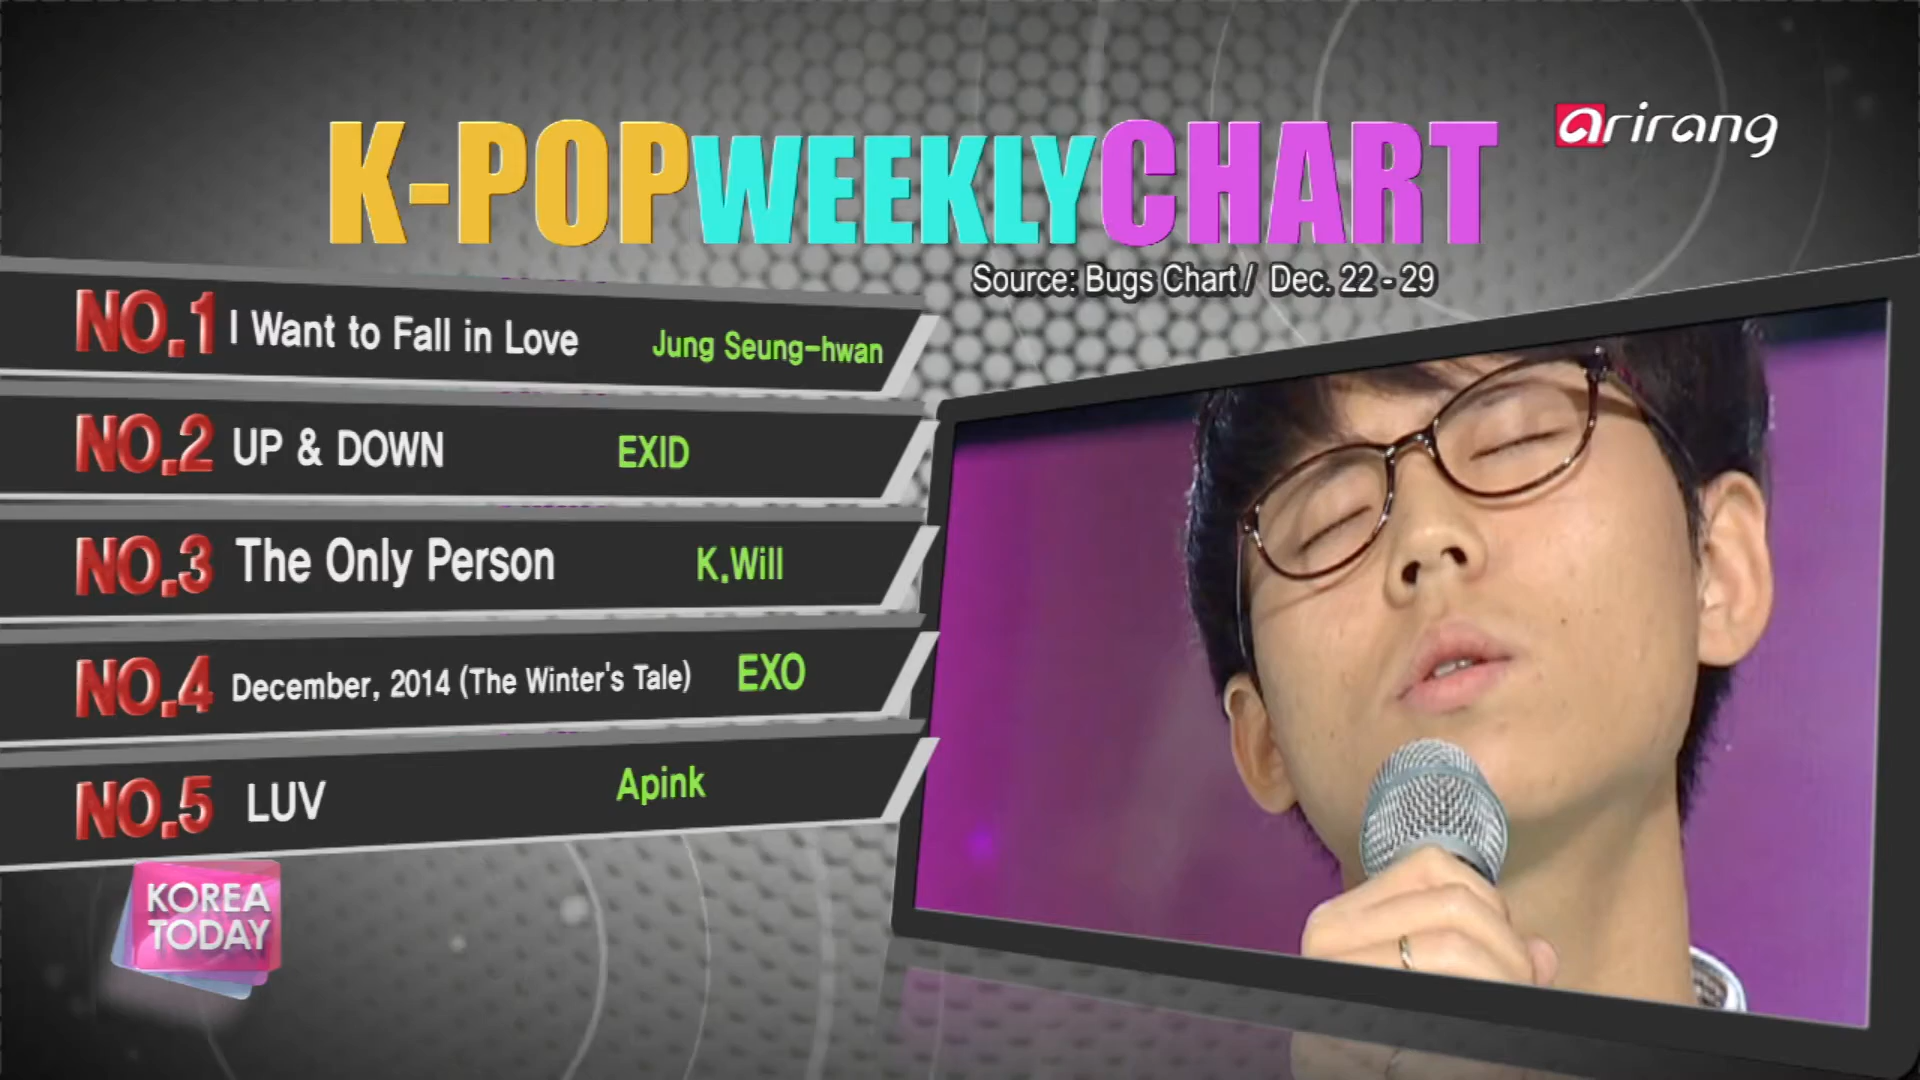 K-POP WEEKLY CHART
arirang
Source: Bugs Chart / Dec. 22 - 29
NO.1 I Want to Fall in Love Jung Seung-hwan
NO.2 UP & DOWN EXID
NO.3 The Only Person K.Will
NO.4 December, 2014 (The Winter's Tale) EXO
NO.5 LUV Apink
KOREA
TODAY